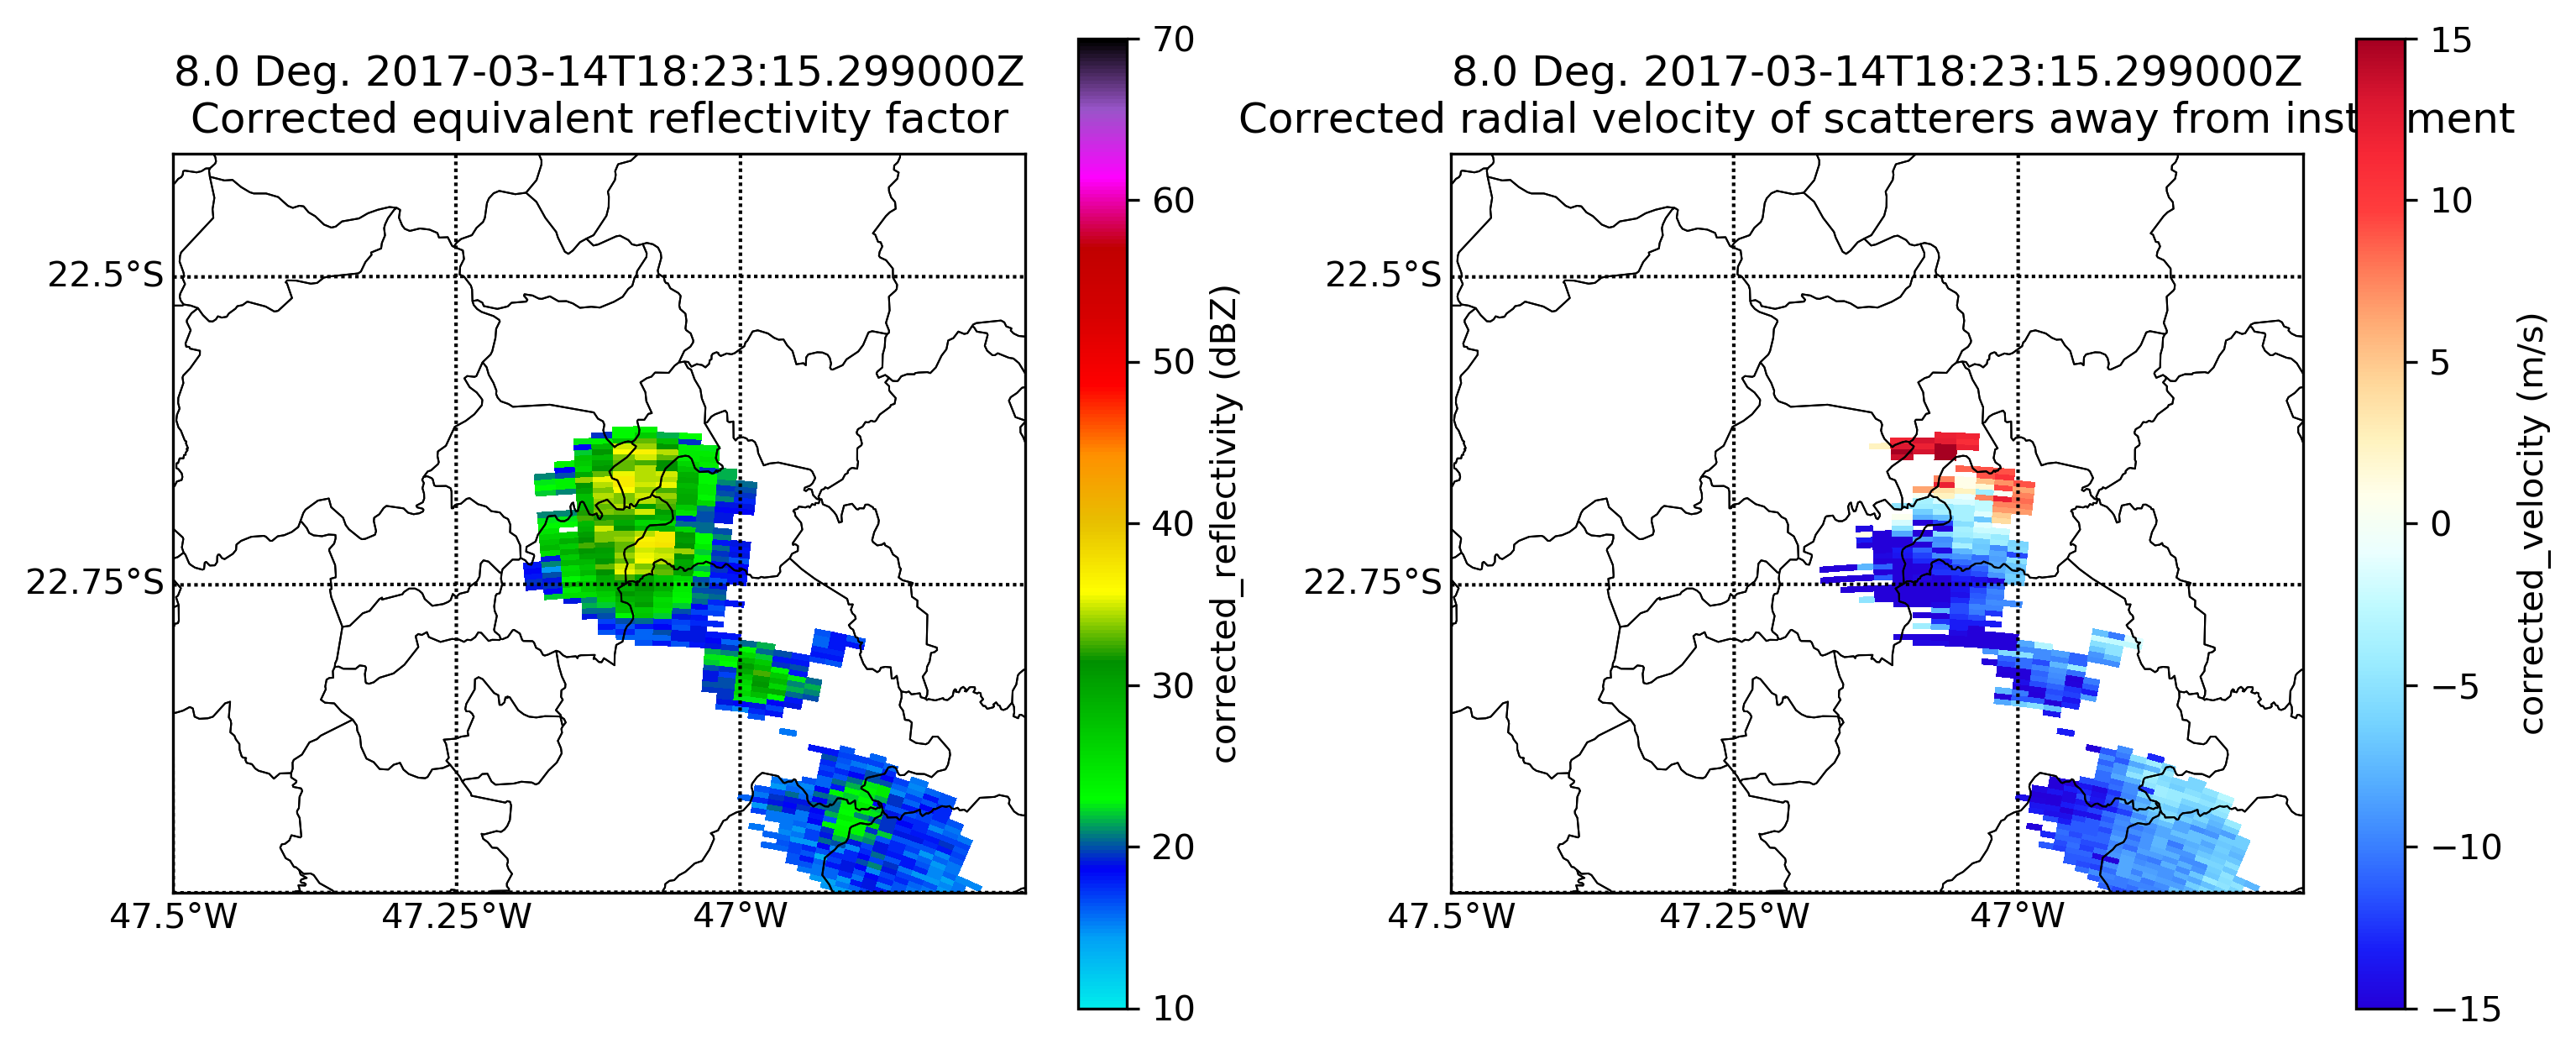 8.0 Deg. 2017-03-14T18:23:15.299000Z
Corrected equivalent reflectivity factor
22.5°S
22.75°S
47.5°W
47.25°W
47°W
70
60
50
40
30
20
10
corrected_reflectivity (dBZ)
8.0 Deg. 2017-03-14T18:23:15.299000Z
Corrected radial velocity of scatterers away from inst ment
22.5°S
22.75°S
47.5°W
47.25°W
47°W
15
10
5
0
−5
−10
−15
corrected_velocity (m/s)